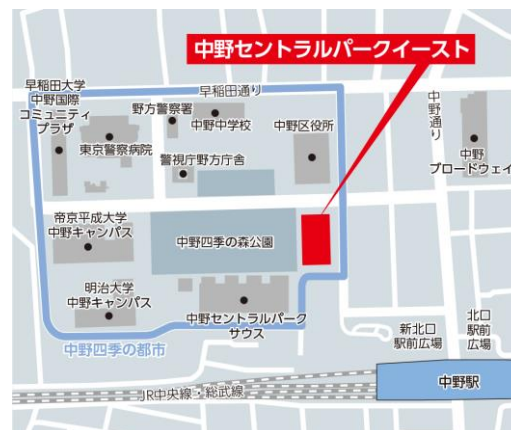 中野セントラルパークイースト
早稲田大学
中野国際
コミュニティ
プラザ
早稲田通り
野方警察署
中野中学校
中野区役所
東京警察病院
警視庁野方庁舎
中野通り
中野
ブロードウェイ
帝京平成大学
中野キャンパス
中野四季の森公園
明治大学
中野キャンパス
中野セントラルパーク
サウス
中野四季の都市
新北口
駅前広場
北口
駅前
広場
中野駅
JR中央線・総武線